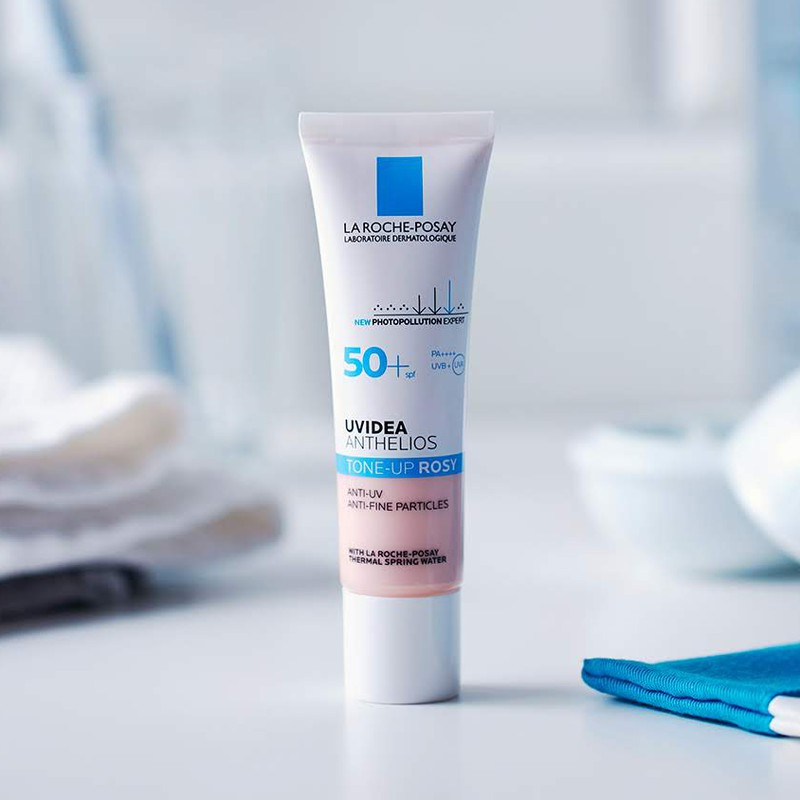 LA ROCHE-POSAY
LABORATOIRE DERMATOLOGIQUE
NEW PHOTOPOLLUTION EXPERT
50+ spf
PA++++
UVB + UVA
UVIDEA
ANTHELIOS
TONE-UP ROSY
ANTI-UV
ANTI-FINE PARTICLES
WITH LA ROCHE-POSAY
THERMAL SPRING WATER